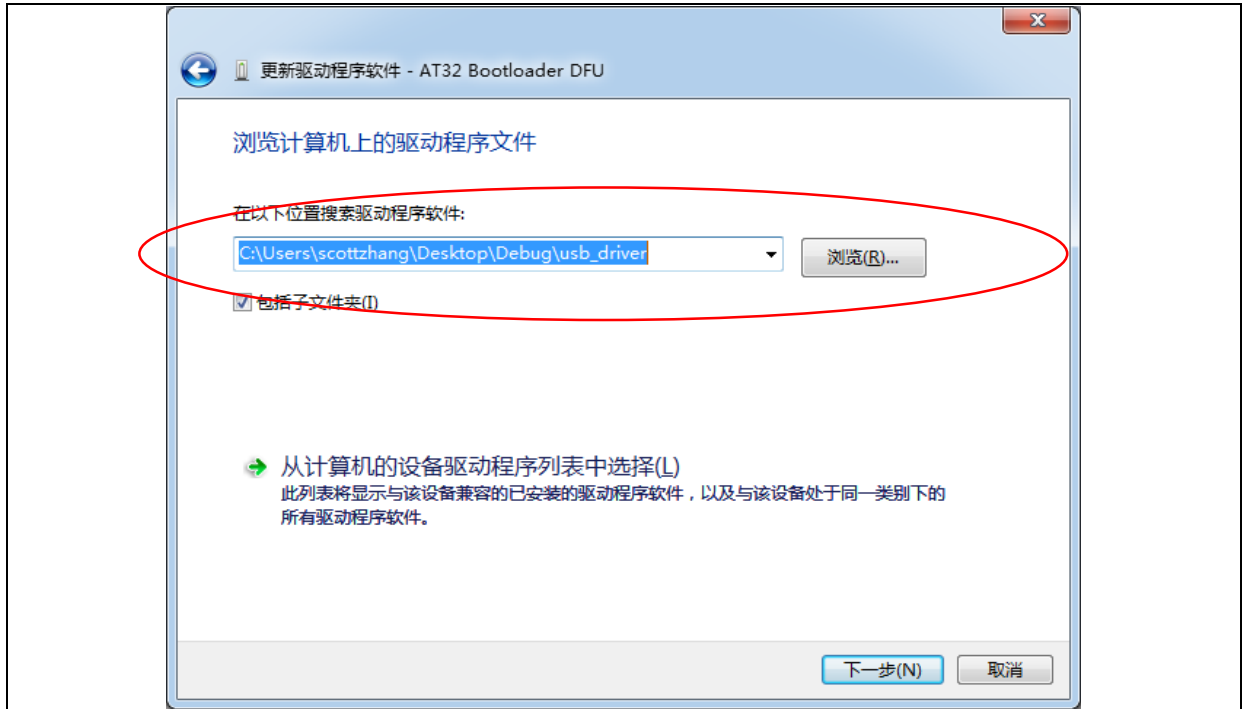 更新驱动程序软件 - AT32 Bootloader DFU
浏览计算机上的驱动程序文件
在以下位置搜索驱动程序软件:
C:\Users\scottzhang\Desktop\Debug\usb_driver
浏览(R)...
包括子文件夹(I)
从计算机的设备驱动程序列表中选择(L)
此列表将显示与该设备兼容的已安装的驱动程序软件，以及与该设备处于同一类别下的
所有驱动程序软件。
下一步(N)
取消